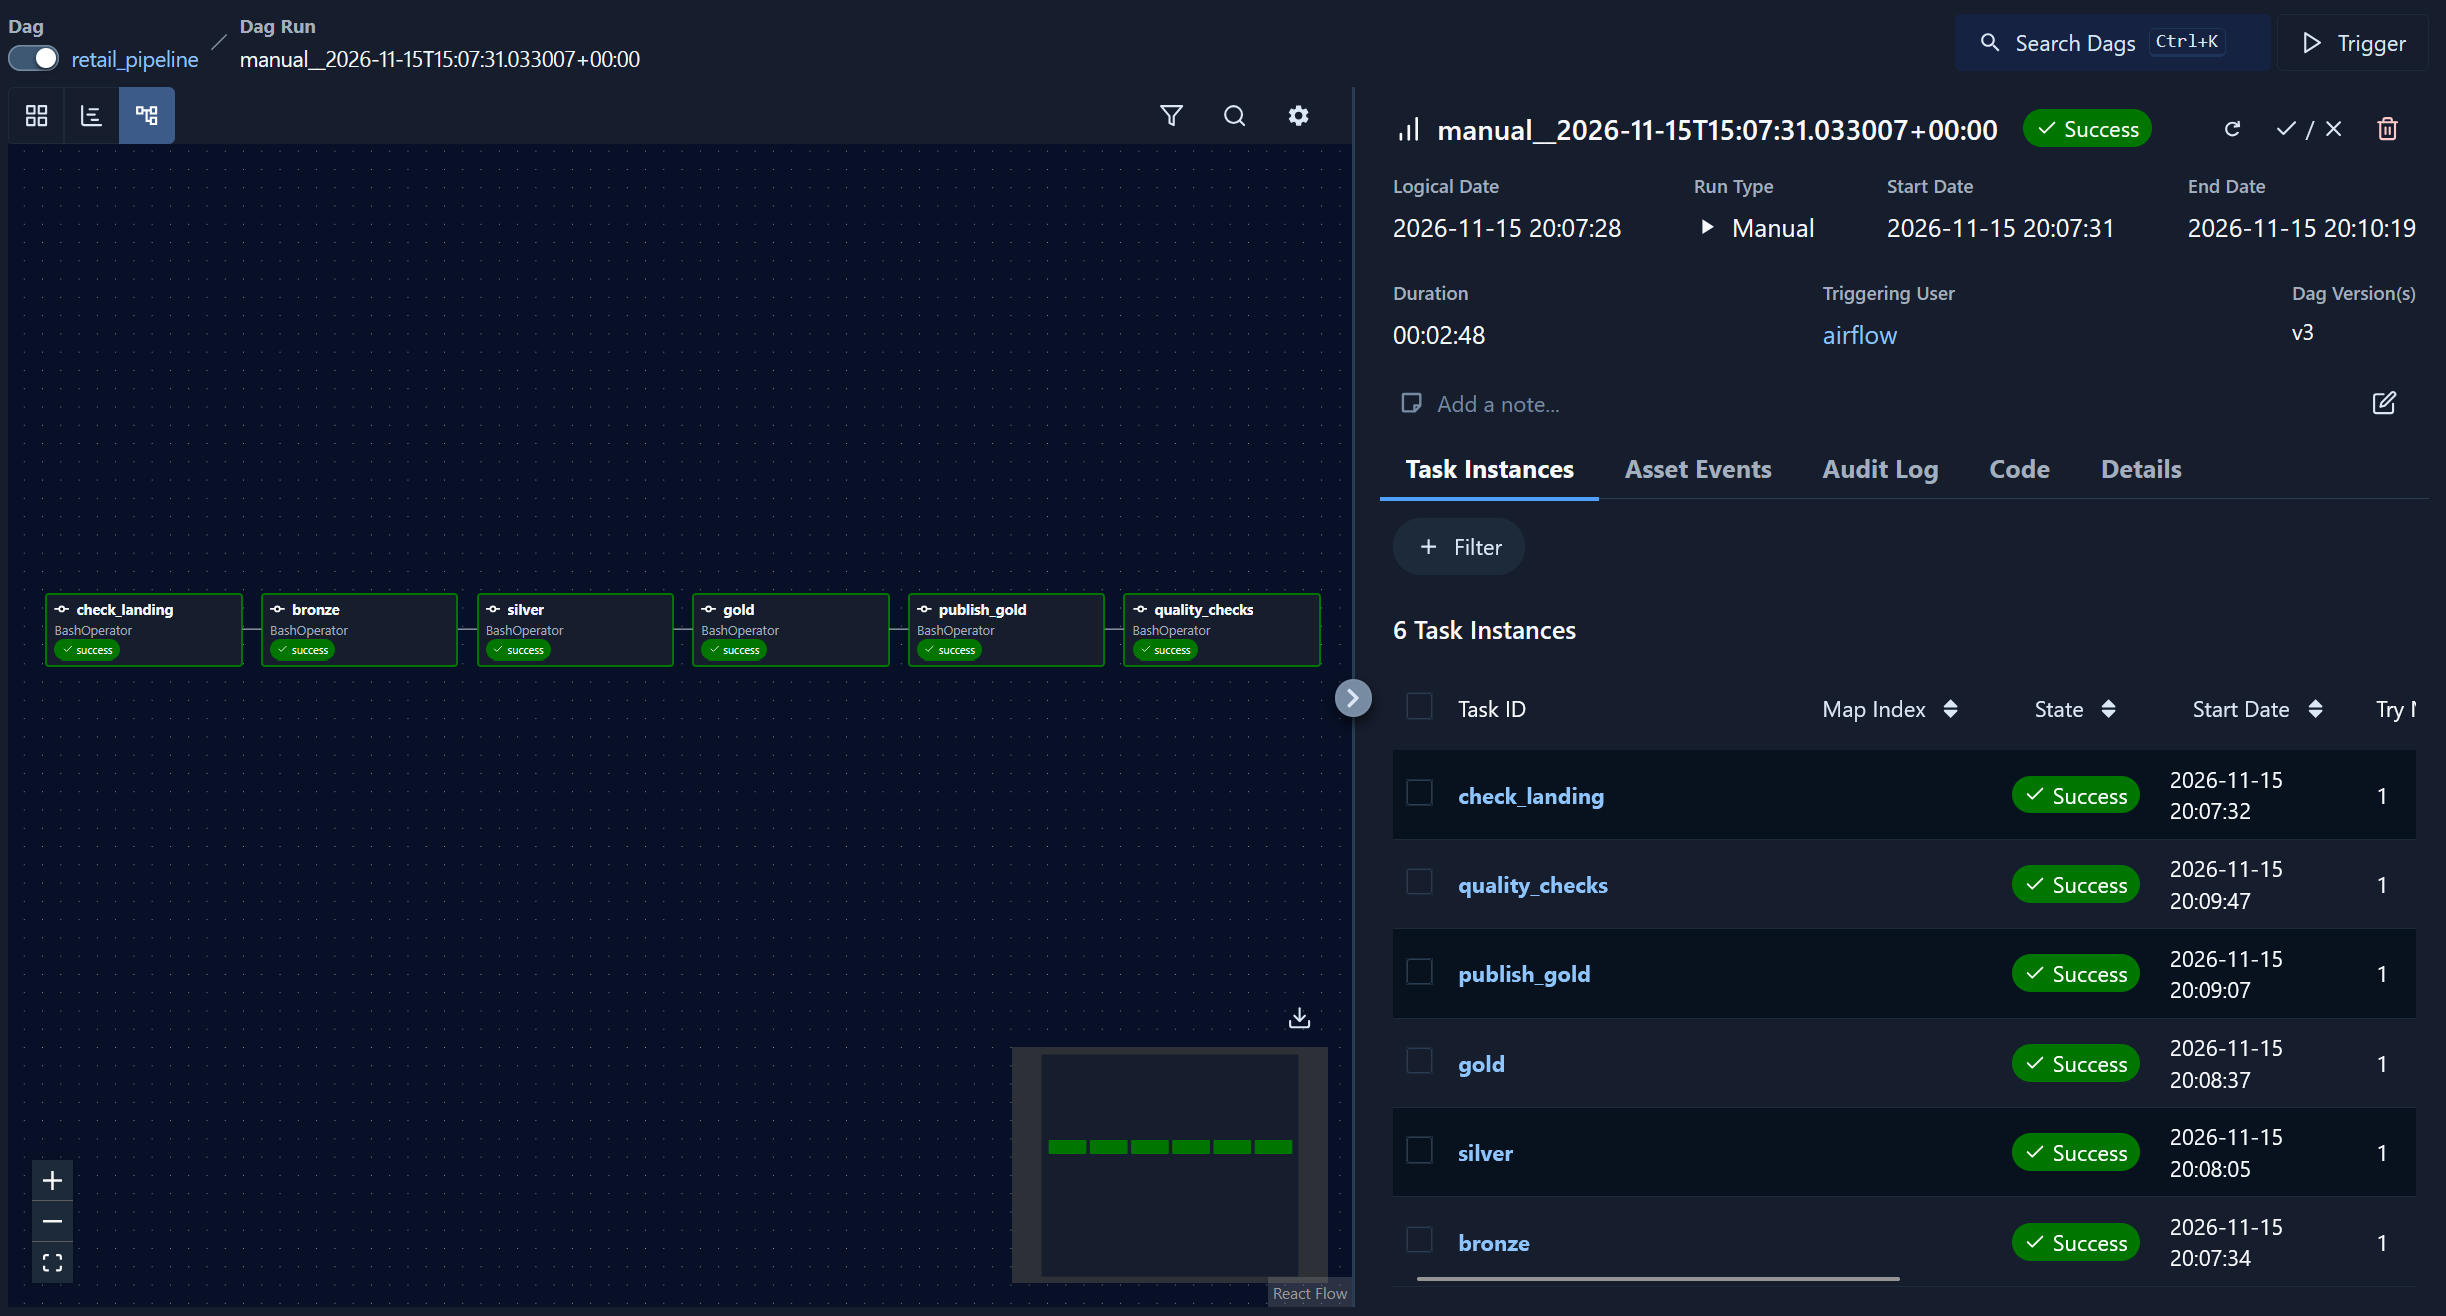 Dag
retail_pipeline
/
Dag Run
manual__2026-11-15T15:07:31.033007+00:00
Search Dags Ctrl+K
Trigger
check_landing
BashOperator
success
bronze
BashOperator
success
silver
BashOperator
success
gold
BashOperator
success
publish_gold
BashOperator
success
quality_checks
BashOperator
success
React Flow
manual__2026-11-15T15:07:31.033007+00:00 Success /
Logical Date Run Type Start Date End Date
2026-11-15 20:07:28 Manual 2026-11-15 20:07:31 2026-11-15 20:10:19
Duration Triggering User Dag Version(s)
00:02:48 airflow v3
Add a note...
Task Instances Asset Events Audit Log Code Details
+ Filter
6 Task Instances
Task ID Map Index State Start Date Try
check_landing Success 2026-11-15 20:07:32 1
quality_checks Success 2026-11-15 20:09:47 1
publish_gold Success 2026-11-15 20:09:07 1
gold Success 2026-11-15 20:08:37 1
silver Success 2026-11-15 20:08:05 1
bronze Success 2026-11-15 20:07:34 1